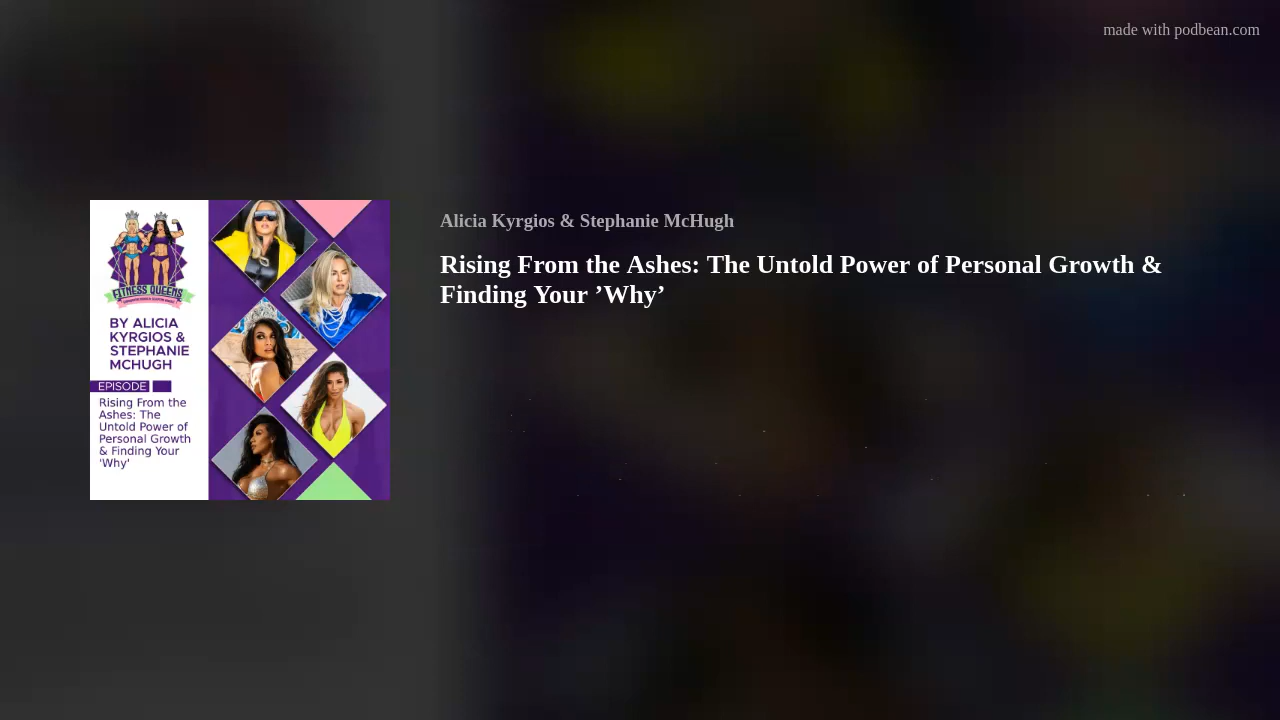 made with podbean.com
Alicia Kyrgios & Stephanie McHugh
Rising From the Ashes: The Untold Power of Personal Growth &
Finding Your ’Why’
FITNESS QUEENS
BY ALICIA
KYRGIOS &
STEPHANIE
MCHUGH
EPISODE
Rising From the
Ashes: The
Untold Power of
Personal Growth
& Finding Your
'Why'